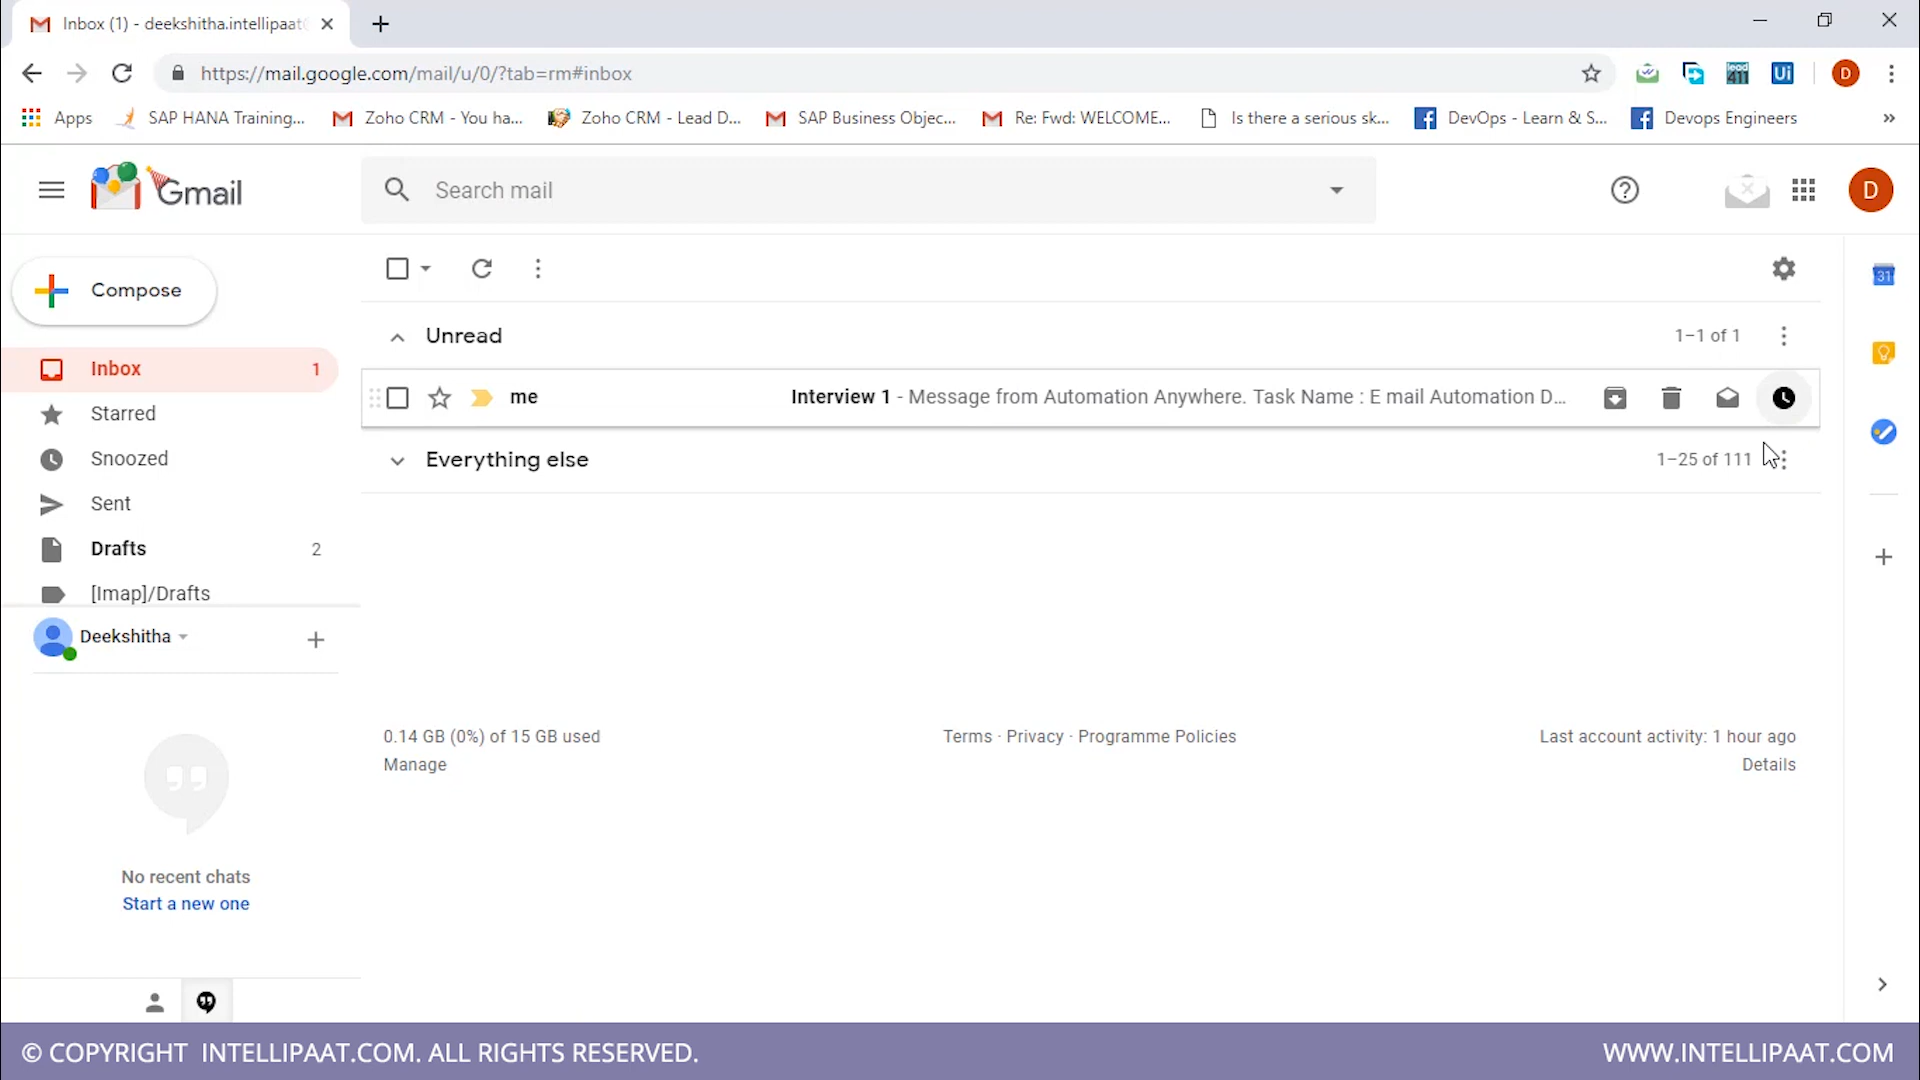 Inbox (1) - deekshitha.intellipaat
https://mail.google.com/mail/u/0/?tab=rm#inbox
D
Apps
SAP HANA Training...
Zoho CRM - You ha...
Zoho CRM - Lead D...
SAP Business Objec...
Re: Fwd: WELCOME...
Is there a serious sk...
DevOps - Learn & S...
Devops Engineers
»
lead 411
Ui
Gmail
Search mail
D
Compose
31
Unread
1–1 of 1
Inbox
1
me
Interview 1 - Message from Automation Anywhere. Task Name : E mail Automation D...
Starred
Everything else
1–25 of 111
Snoozed
Sent
Drafts
2
[Imap]/Drafts
Deekshitha
0.14 GB (0%) of 15 GB used
Manage
Terms · Privacy · Programme Policies
Last account activity: 1 hour ago
Details
No recent chats
Start a new one
© COPYRIGHT INTELLIPAAT.COM. ALL RIGHTS RESERVED.
WWW.INTELLIPAAT.COM